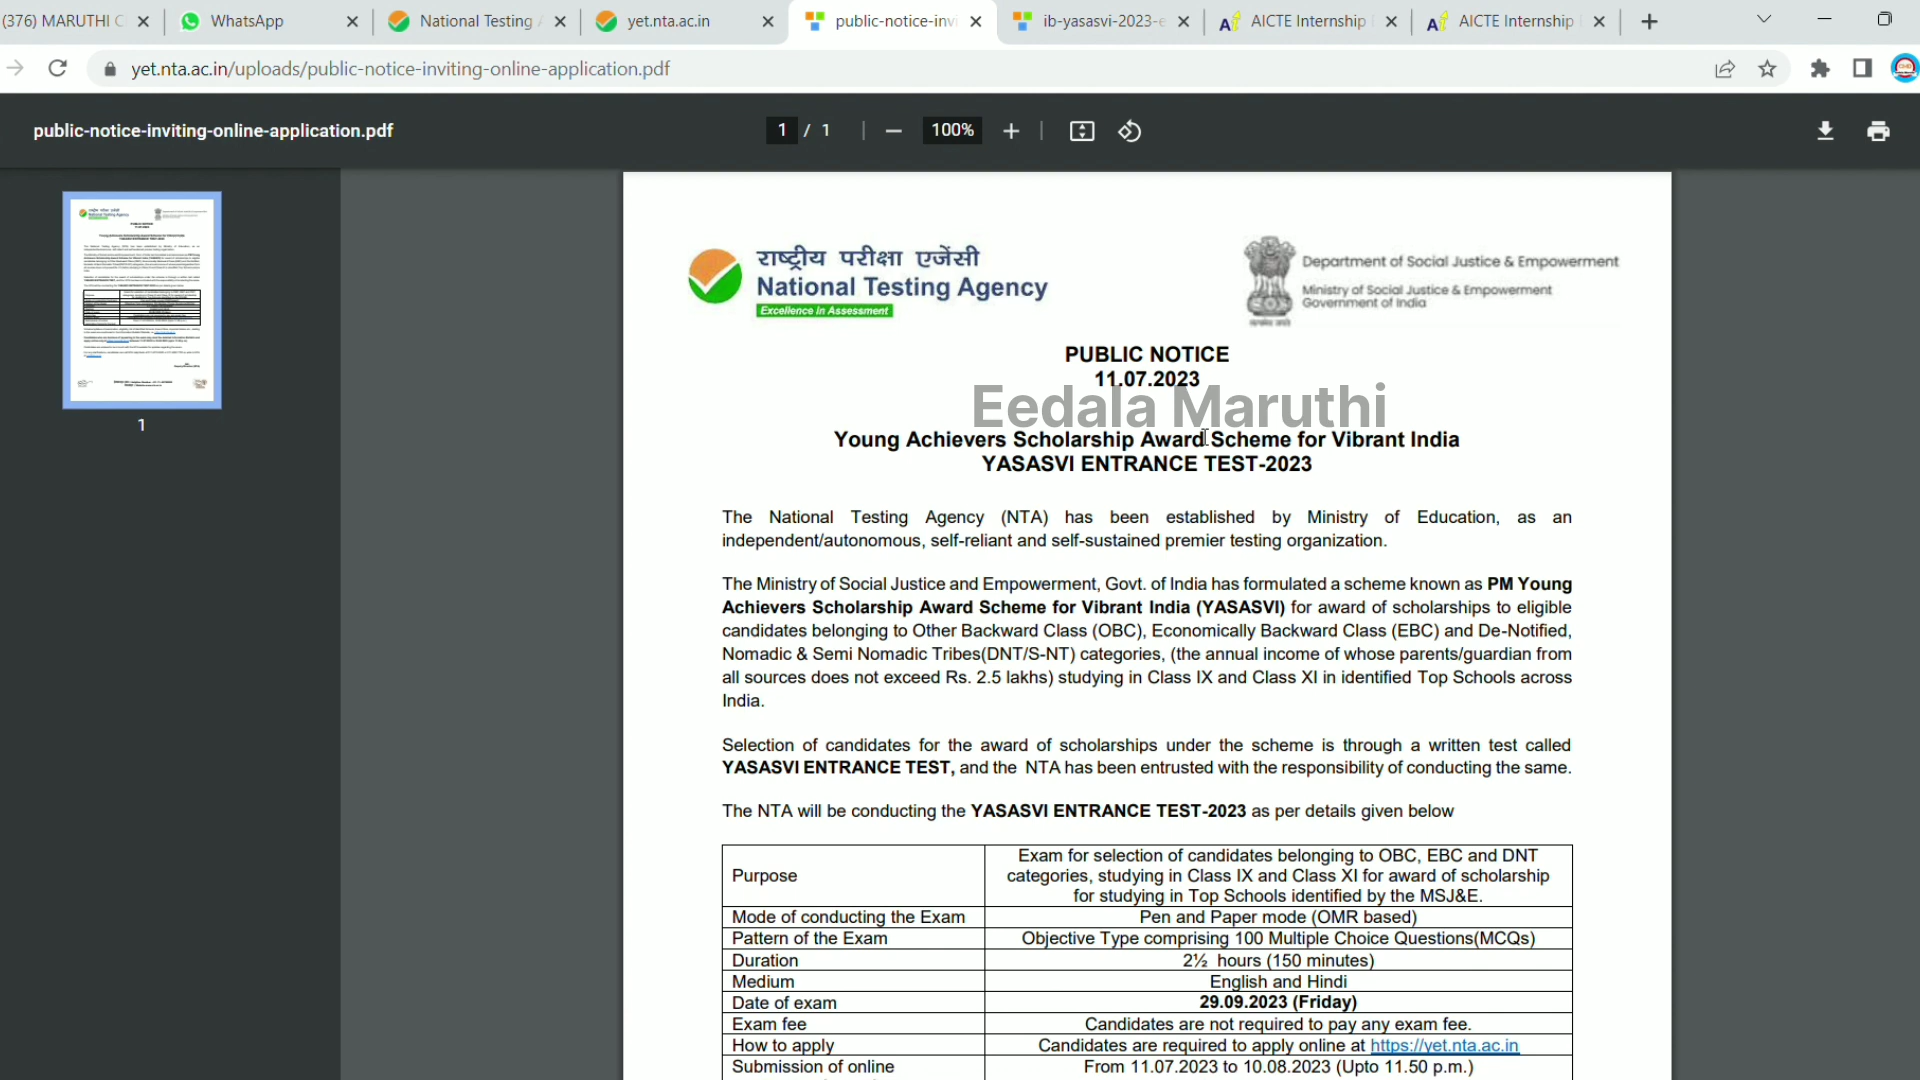 (376) MARUTHI C
WhatsApp
National Testing
yet.nta.ac.in
public-notice-invi
ib-yasasvi-2023-e
AICTE Internship
AICTE Internship
yet.nta.ac.in/uploads/public-notice-inviting-online-application.pdf
public-notice-inviting-online-application.pdf
1 / 1
100%
1
राष्ट्रीय परीक्षा एजेंसी
National Testing Agency
Excellence in Assessment
Department of Social Justice & Empowerment
Ministry of Social Justice & Empowerment
Government of India
PUBLIC NOTICE
11.07.2023
Eedala Maruthi
Young Achievers Scholarship Award Scheme for Vibrant India
YASASVI ENTRANCE TEST-2023
The National Testing Agency (NTA) has been established by Ministry of Education, as an
independent/autonomous, self-reliant and self-sustained premier testing organization.
The Ministry of Social Justice and Empowerment, Govt. of India has formulated a scheme known as PM Young
Achievers Scholarship Award Scheme for Vibrant India (YASASVI) for award of scholarships to eligible
candidates belonging to Other Backward Class (OBC), Economically Backward Class (EBC) and De-Notified,
Nomadic & Semi Nomadic Tribes(DNT/S-NT) categories, (the annual income of whose parents/guardian from
all sources does not exceed Rs. 2.5 lakhs) studying in Class IX and Class XI in identified Top Schools across
India.
Selection of candidates for the award of scholarships under the scheme is through a written test called
YASASVI ENTRANCE TEST, and the NTA has been entrusted with the responsibility of conducting the same.
The NTA will be conducting the YASASVI ENTRANCE TEST-2023 as per details given below
Exam for selection of candidates belonging to OBC, EBC and DNT
Purpose categories, studying in Class IX and Class XI for award of scholarship
for studying in Top Schools identified by the MSJ&E.
Mode of conducting the Exam Pen and Paper mode (OMR based)
Pattern of the Exam Objective Type comprising 100 Multiple Choice Questions(MCQs)
Duration 2½ hours (150 minutes)
Medium English and Hindi
Date of exam 29.09.2023 (Friday)
Exam fee Candidates are not required to pay any exam fee.
How to apply Candidates are required to apply online at https://yet.nta.ac.in
Submission of online From 11.07.2023 to 10.08.2023 (Upto 11.50 p.m.)